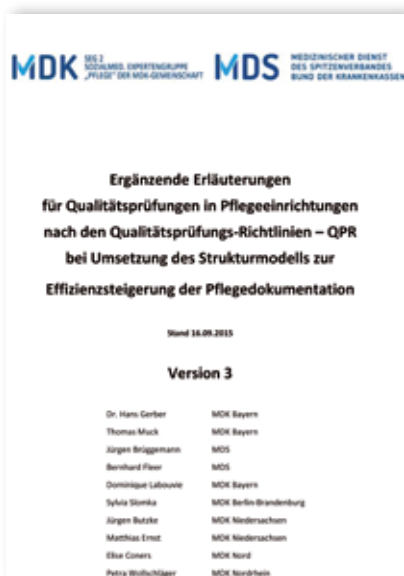 MDK SEG 2
SOZIALMED. EXPERTENGRUPPE
„PFLEGE“ DER MDK-GEMEINSCHAFT
MDS MEDIZINISCHER DIENST
DES SPITZENVERBANDES
BUND DER KRANKENKASSEN
Ergänzende Erläuterungen
für Qualitätsprüfungen in Pflegeeinrichtungen
nach den Qualitätsprüfungs-Richtlinien – QPR
bei Umsetzung des Strukturmodells zur
Effizienzsteigerung der Pflegedokumentation
Stand 16.09.2015
Version 3
Dr. Hans Gerber MDK Bayern
Thomas Muck MDK Bayern
Jürgen Brüggemann MDS
Bernhard Fleer MDS
Dominique Labouvie MDK Bayern
Sylvia Slomka MDK Berlin-Brandenburg
Jürgen Butzke MDK Niedersachsen
Matthias Ernst MDK Niedersachsen
Elise Coners MDK Nord
Petra Wollschläger MDK Nordrhein